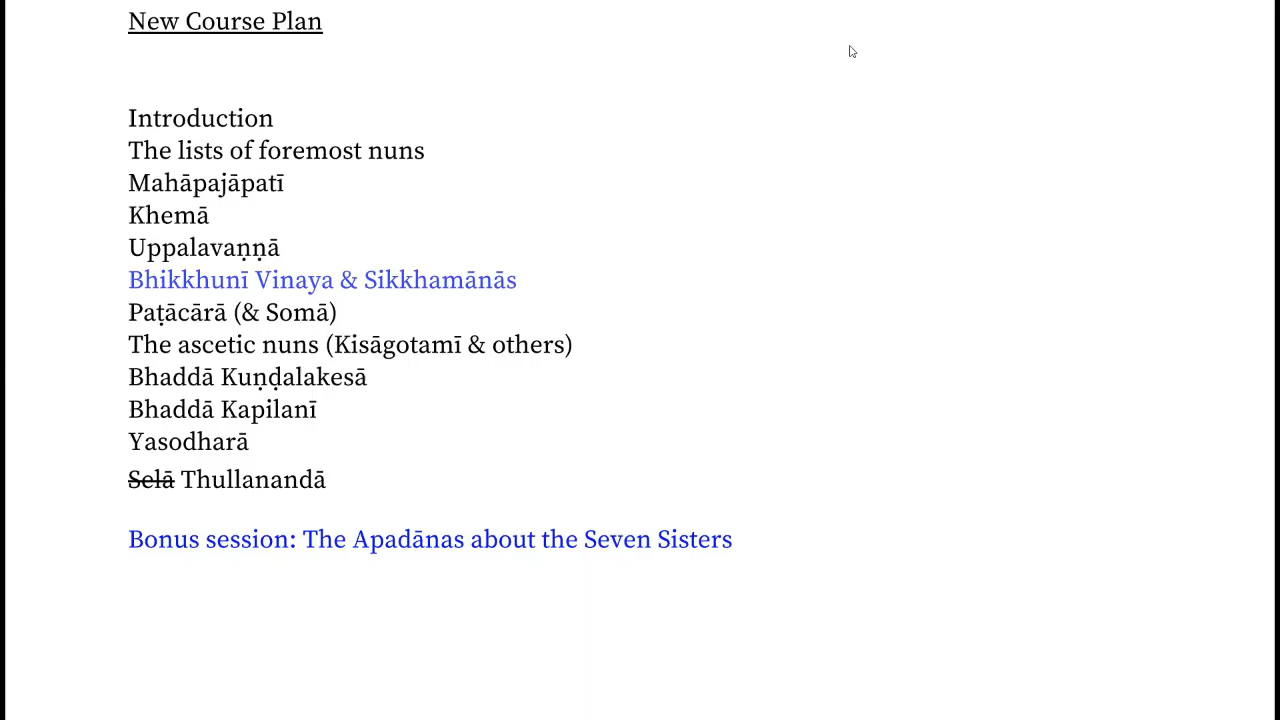 New Course Plan
Introduction
The lists of foremost nuns
Mahāpajāpatī
Khemā
Uppalavaṇṇā
Bhikkhunī Vinaya & Sikkhamānās
Paṭācārā (& Somā)
The ascetic nuns (Kisāgotamī & others)
Bhaddā Kuṇḍalakesā
Bhaddā Kapilanī
Yasodharā
Selā Thullanandā
Bonus session: The Apadānas about the Seven Sisters